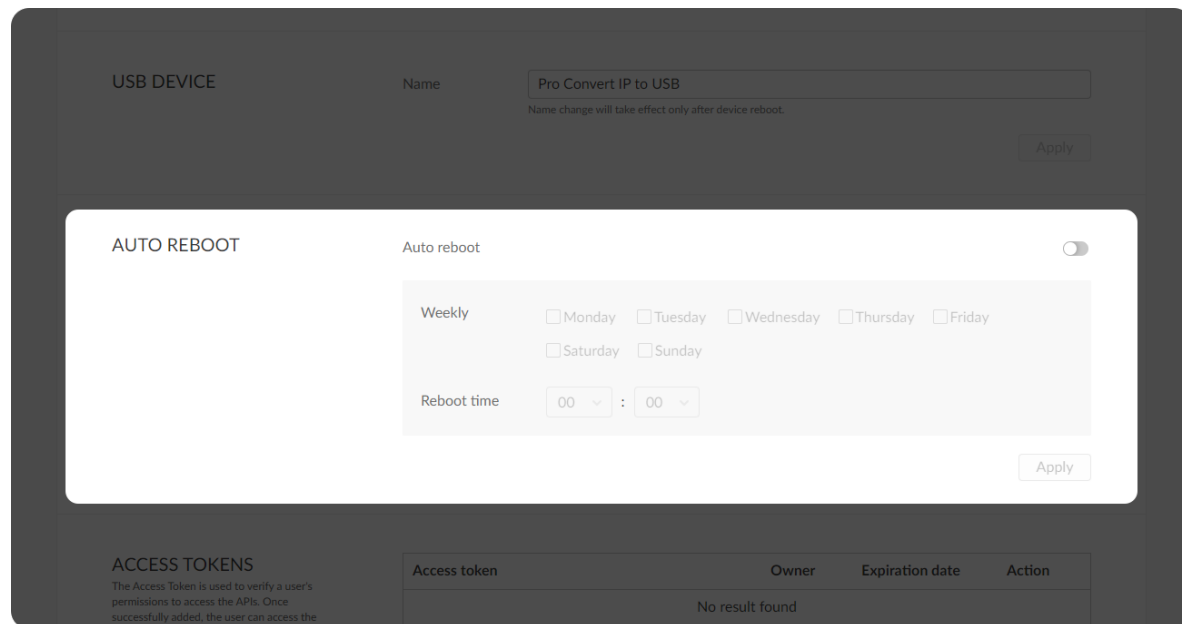 USB DEVICE
Name
Pro Convert IP to USB
Name change will take effect only after device reboot.
Apply
AUTO REBOOT
Auto reboot
Weekly
Monday Tuesday Wednesday Thursday Friday
Saturday Sunday
Reboot time
00 : 00
Apply
ACCESS TOKENS
The Access Token is used to verify a user's
permissions to access the APIs. Once
successfully added, the user can access the
Access token Owner Expiration date Action
No result found